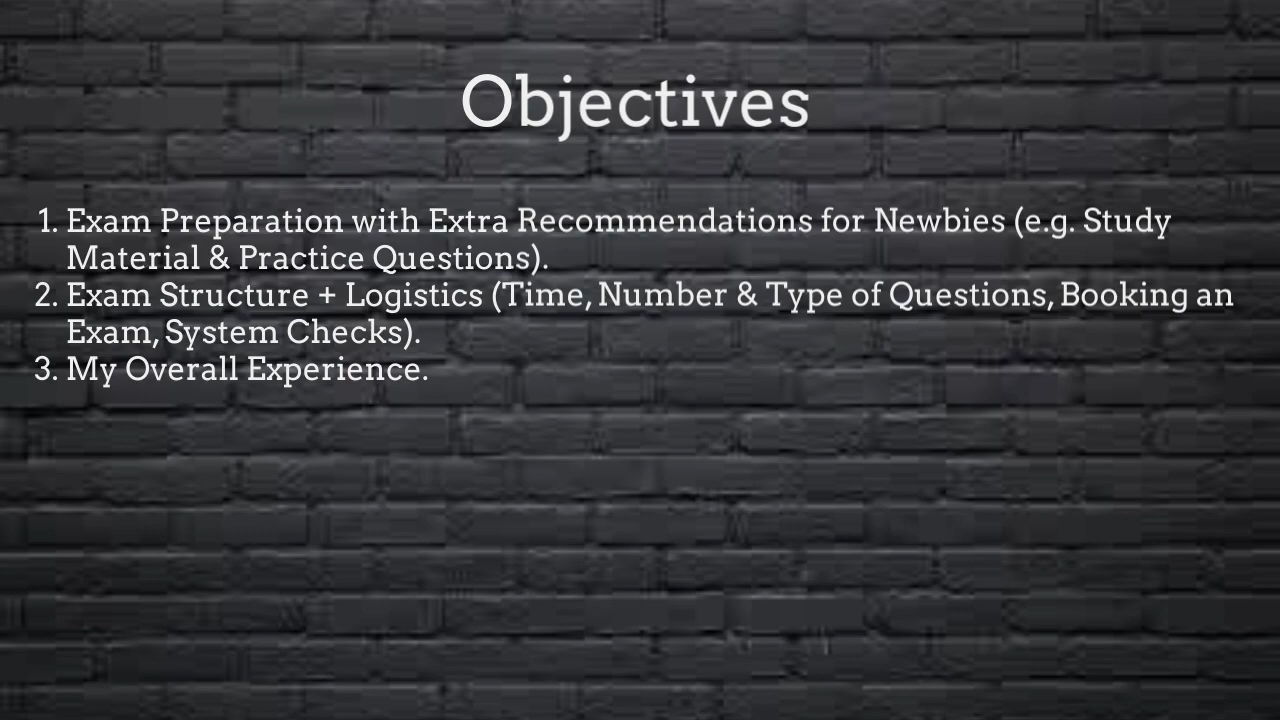 Objectives
1. Exam Preparation with Extra Recommendations for Newbies (e.g. Study
Material & Practice Questions).
2. Exam Structure + Logistics (Time, Number & Type of Questions, Booking an
Exam, System Checks).
3. My Overall Experience.